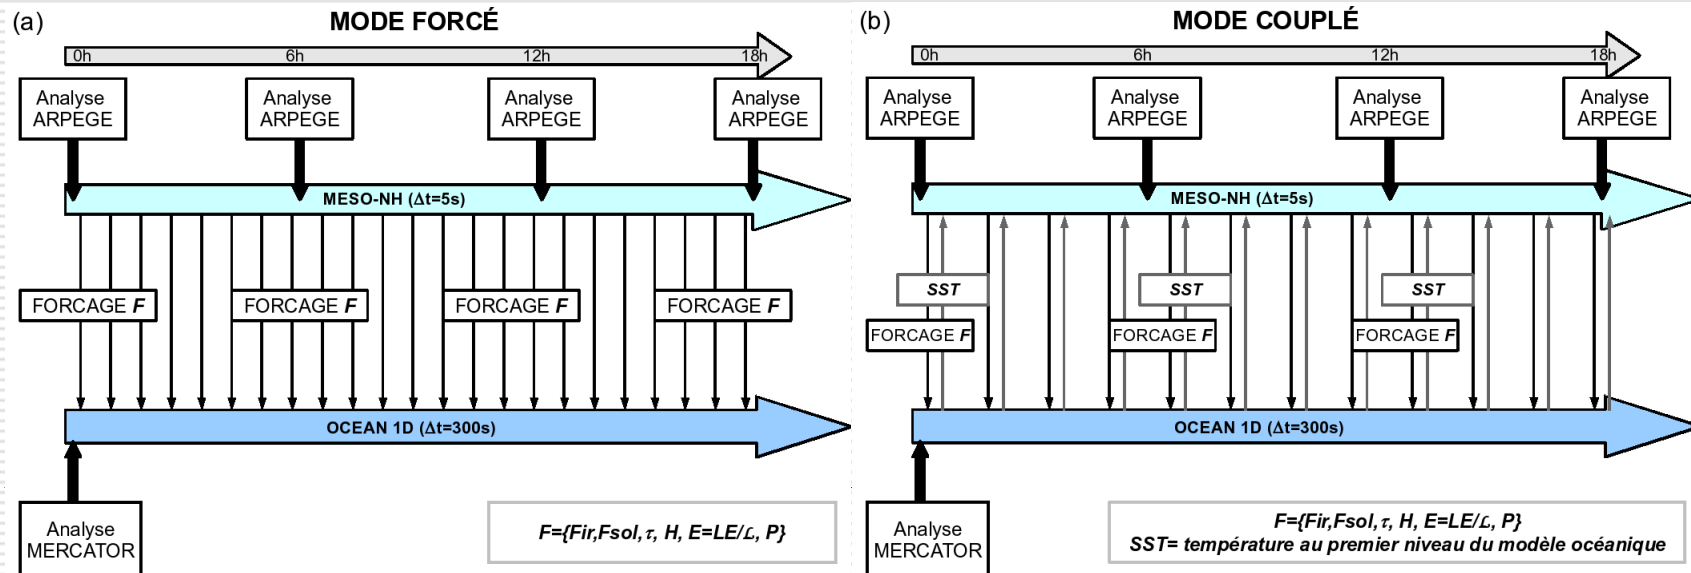 (a)
MODE FORCÉ
0h
6h
12h
18h
Analyse
ARPEGE
Analyse
ARPEGE
Analyse
ARPEGE
Analyse
ARPEGE
MESO-NH (Δt=5s)
FORCAGE F
FORCAGE F
FORCAGE F
FORCAGE F
OCEAN 1D (Δt=300s)
Analyse
MERCATOR
F={Fir,Fsol,τ, H, E=LE/ℒ, P}
(b)
MODE COUPLÉ
0h
6h
12h
18h
Analyse
ARPEGE
Analyse
ARPEGE
Analyse
ARPEGE
Analyse
ARPEGE
MESO-NH (Δt=5s)
SST
SST
SST
FORCAGE F
FORCAGE F
FORCAGE F
OCEAN 1D (Δt=300s)
Analyse
MERCATOR
F={Fir,Fsol,τ, H, E=LE/ℒ, P}
SST= température au premier niveau du modèle océanique